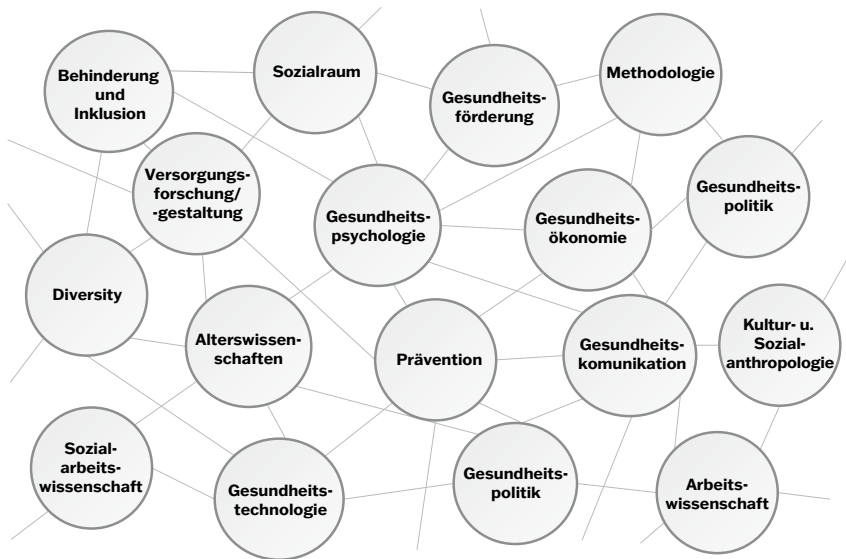 Behinderung
und
Inklusion
Sozialraum
Gesundheits-
förderung
Methodologie
Versorgungs-
forschung/
-gestaltung
Gesundheits-
psychologie
Gesundheits-
ökonomie
Gesundheits-
politik
Diversity
Alterswissen-
schaften
Prävention
Gesundheits-
komunikation
Kultur- u.
Sozial-
anthropologie
Sozial-
arbeits-
wissenschaft
Gesundheits-
technologie
Gesundheits-
politik
Arbeits-
wissenschaft